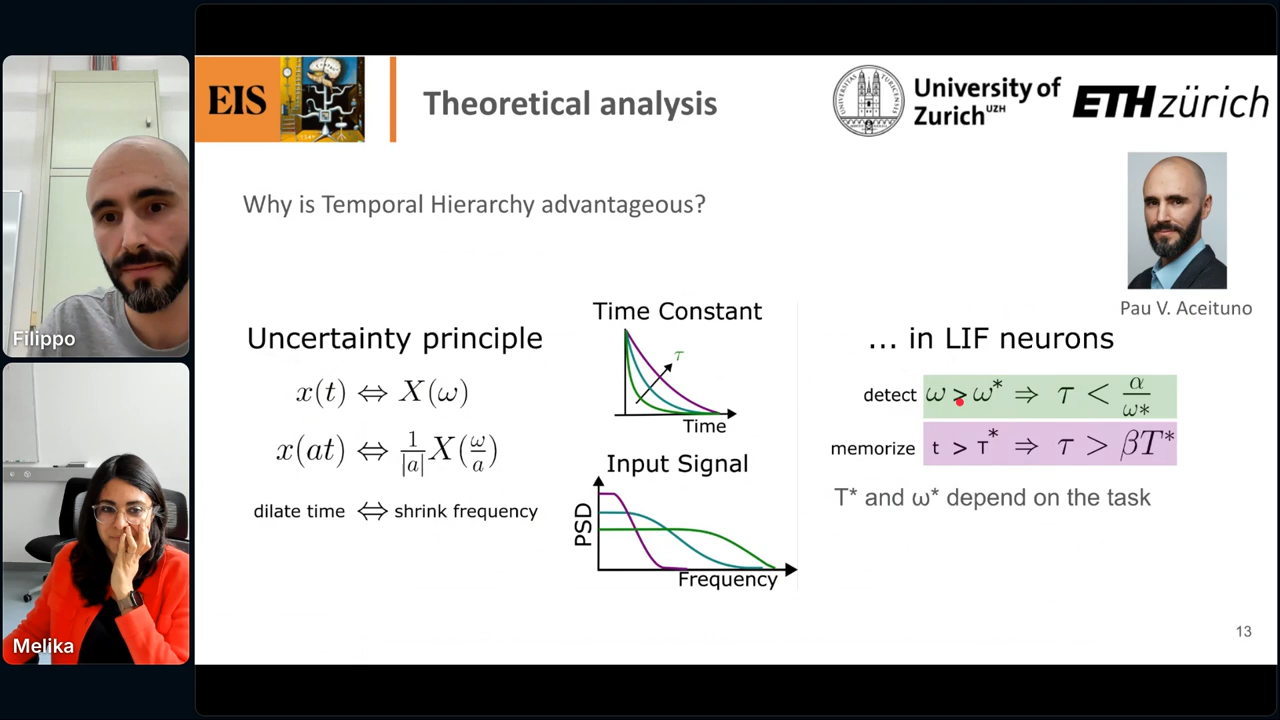 EIS
Theoretical analysis
University of
Zurich UZH
ETH zürich
Why is Temporal Hierarchy advantageous?
Pau V. Aceituno
Uncertainty principle
x(t) ⇔ X(ω)
x(at) ⇔ 1/|a| X(ω/a)
dilate time ⇔ shrink frequency
Time Constant
τ
Time
Input Signal
PSD
Frequency
... in LIF neurons
detect ω > ω* ⇒ τ < α/ω*
memorize t > T* ⇒ τ > βT*
T* and ω* depend on the task
13
Filippo
Melika